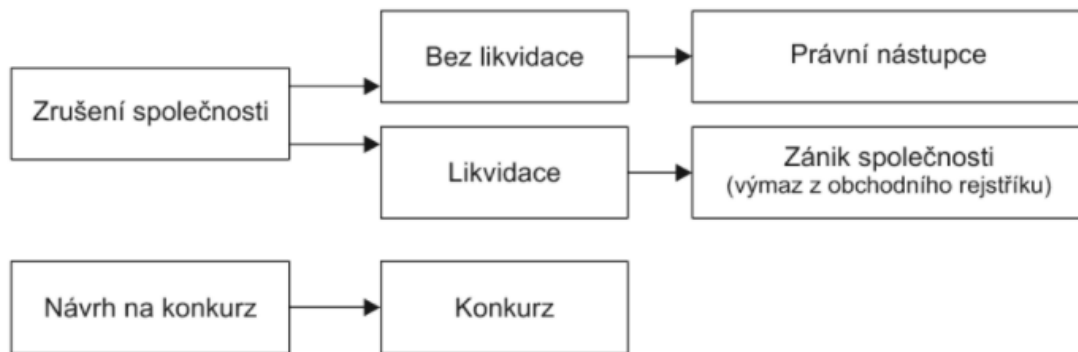 Zrušení společnosti
Bez likvidace
Právní nástupce
Likvidace
Zánik společnosti
(výmaz z obchodního rejstříku)
Návrh na konkurz
Konkurz